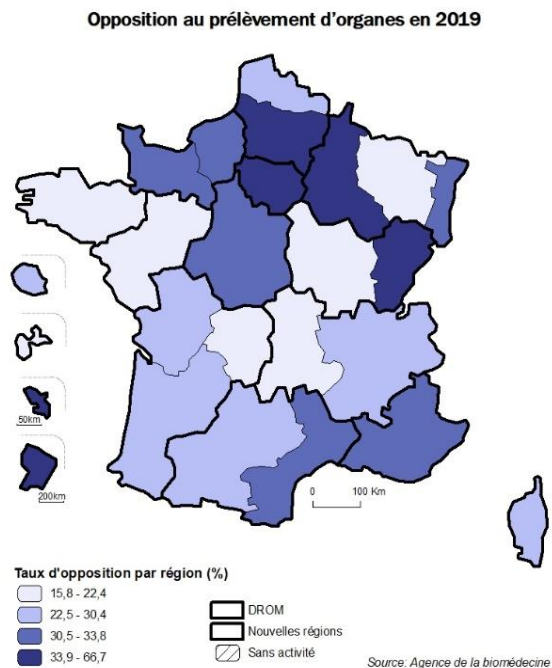 Opposition au prélèvement d'organes en 2019
50km
200km
0 100 Km
Taux d'opposition par région (%)
15,8 - 22,4
22,5 - 30,4
30,5 - 33,8
33,9 - 66,7
DROM
Nouvelles régions
Sans activité
Source: Agence de la biomédecine